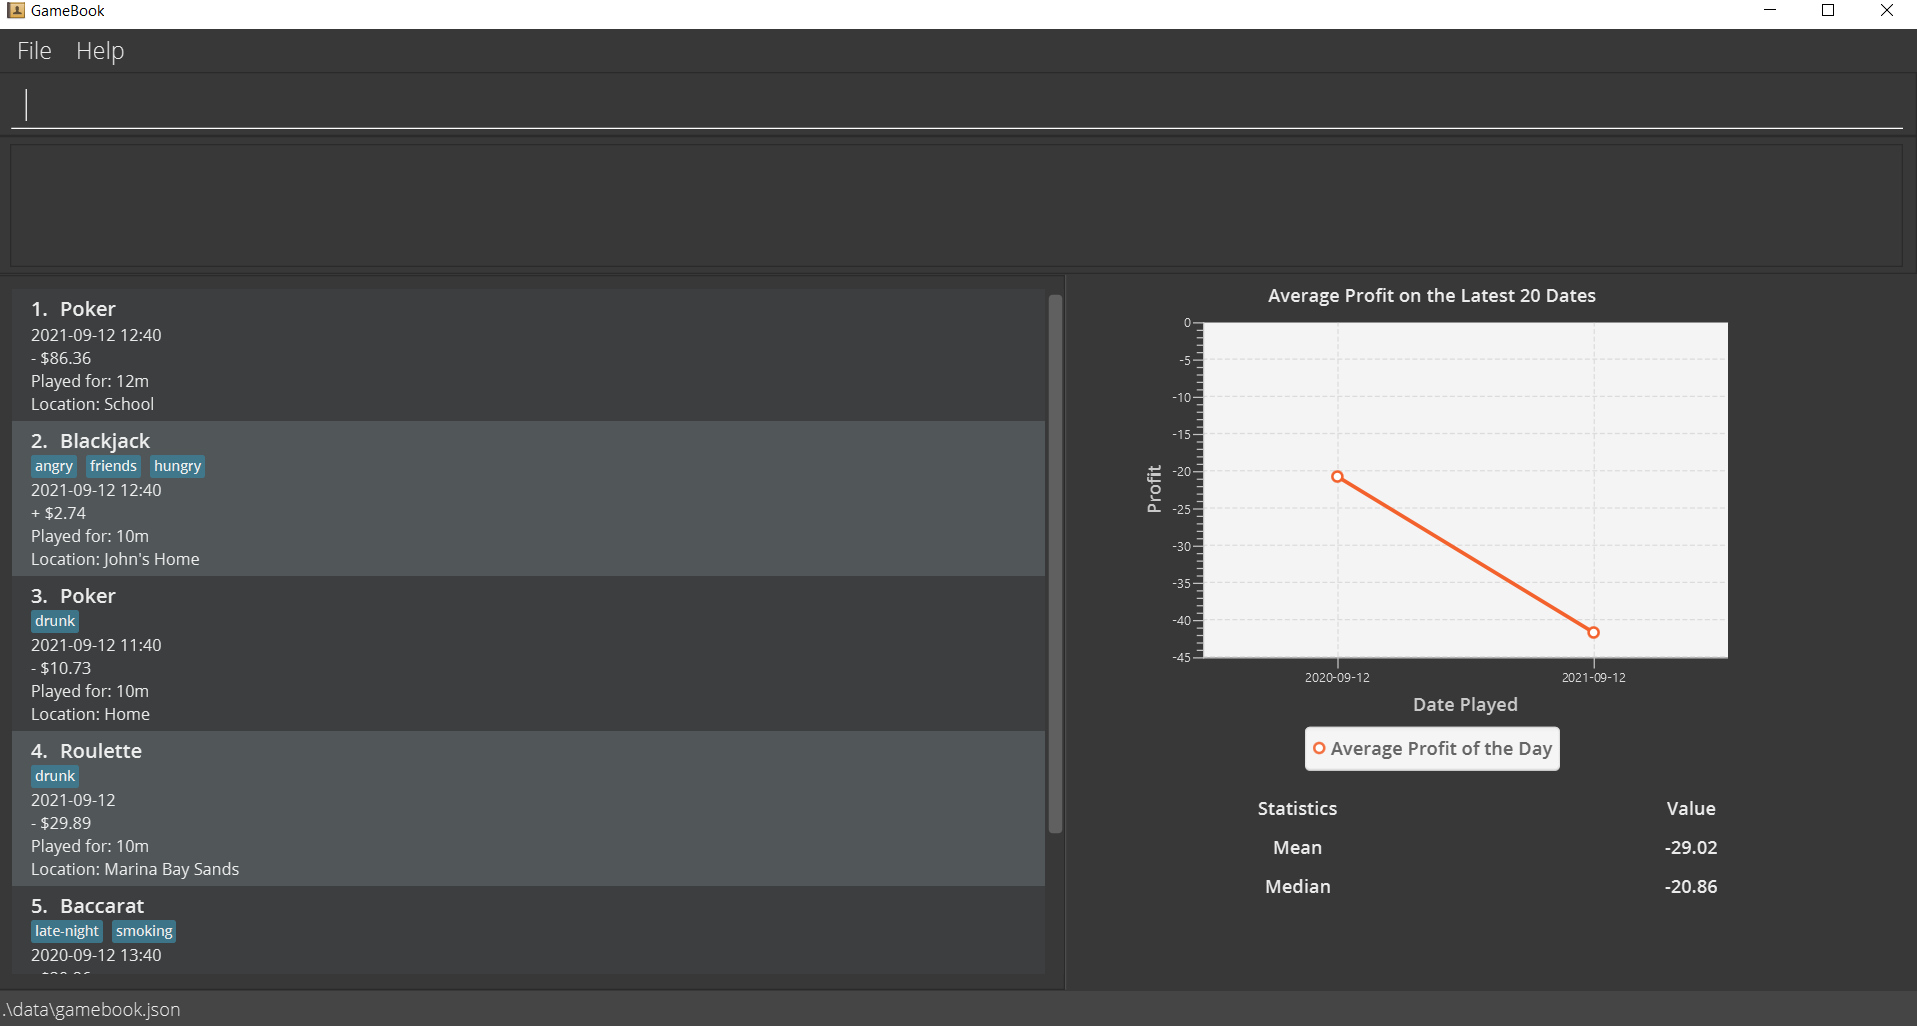 GameBook
File Help
1. Poker
2021-09-12 12:40
- $86.36
Played for: 12m
Location: School
2. Blackjack
angry friends hungry
2021-09-12 12:40
+ $2.74
Played for: 10m
Location: John's Home
3. Poker
drunk
2021-09-12 11:40
- $10.73
Played for: 10m
Location: Home
4. Roulette
drunk
2021-09-12
- $29.89
Played for: 10m
Location: Marina Bay Sands
5. Baccarat
late-night smoking
2020-09-12 13:40
Average Profit on the Latest 20 Dates
Profit
0
-5
-10
-15
-20
-25
-30
-35
-40
-45
2020-09-12 2021-09-12
Date Played
Average Profit of the Day
Statistics Value
Mean -29.02
Median -20.86
.\data\gamebook.json